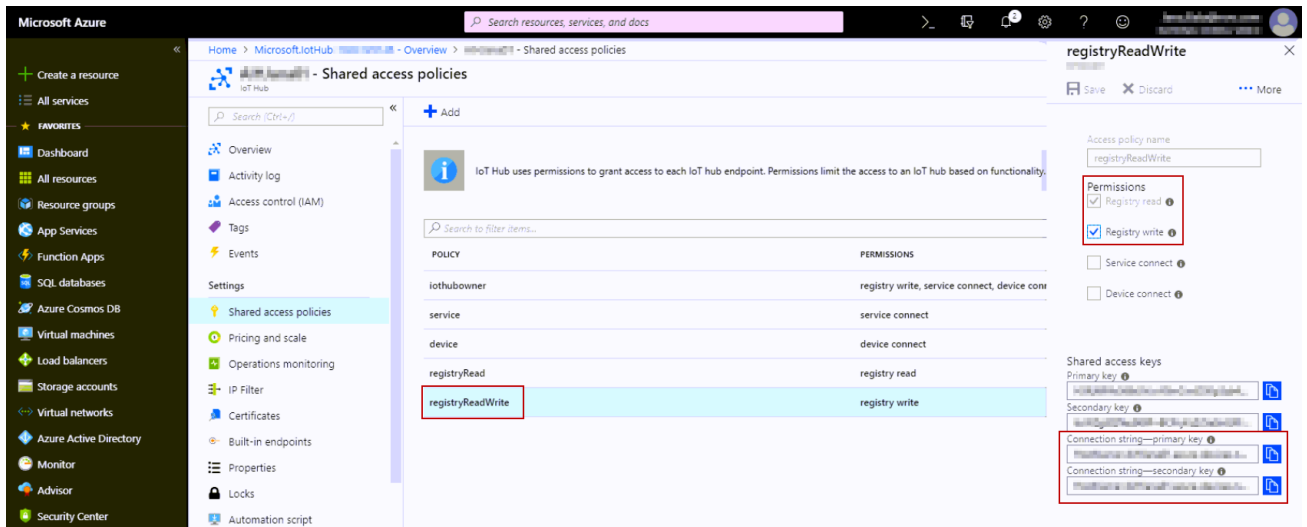 Microsoft Azure
Search resources, services, and docs
2
Create a resource
All services
FAVORITES
Dashboard
All resources
Resource groups
App Services
Function Apps
SQL databases
Azure Cosmos DB
Virtual machines
Load balancers
Storage accounts
Virtual networks
Azure Active Directory
Monitor
Advisor
Security Center
Home > Microsoft.IotHub - Overview > - Shared access policies
- Shared access policies
IoT Hub
Search (Ctrl+/)
Overview
Activity log
Access control (IAM)
Tags
Events
Settings
Shared access policies
Pricing and scale
Operations monitoring
IP Filter
Certificates
Built-in endpoints
Properties
Locks
Automation script
Add
IoT Hub uses permissions to grant access to each IoT hub endpoint. Permissions limit the access to an IoT hub based on functionality.
Search to filter items...
POLICY PERMISSIONS
iothubowner registry write, service connect, device conn
service service connect
device device connect
registryRead registry read
registryReadWrite registry write
registryReadWrite
Save Discard More
Access policy name
registryReadWrite
Permissions
Registry read
Registry write
Service connect
Device connect
Shared access keys
Primary key
Secondary key
Connection string—primary key
Connection string—secondary key